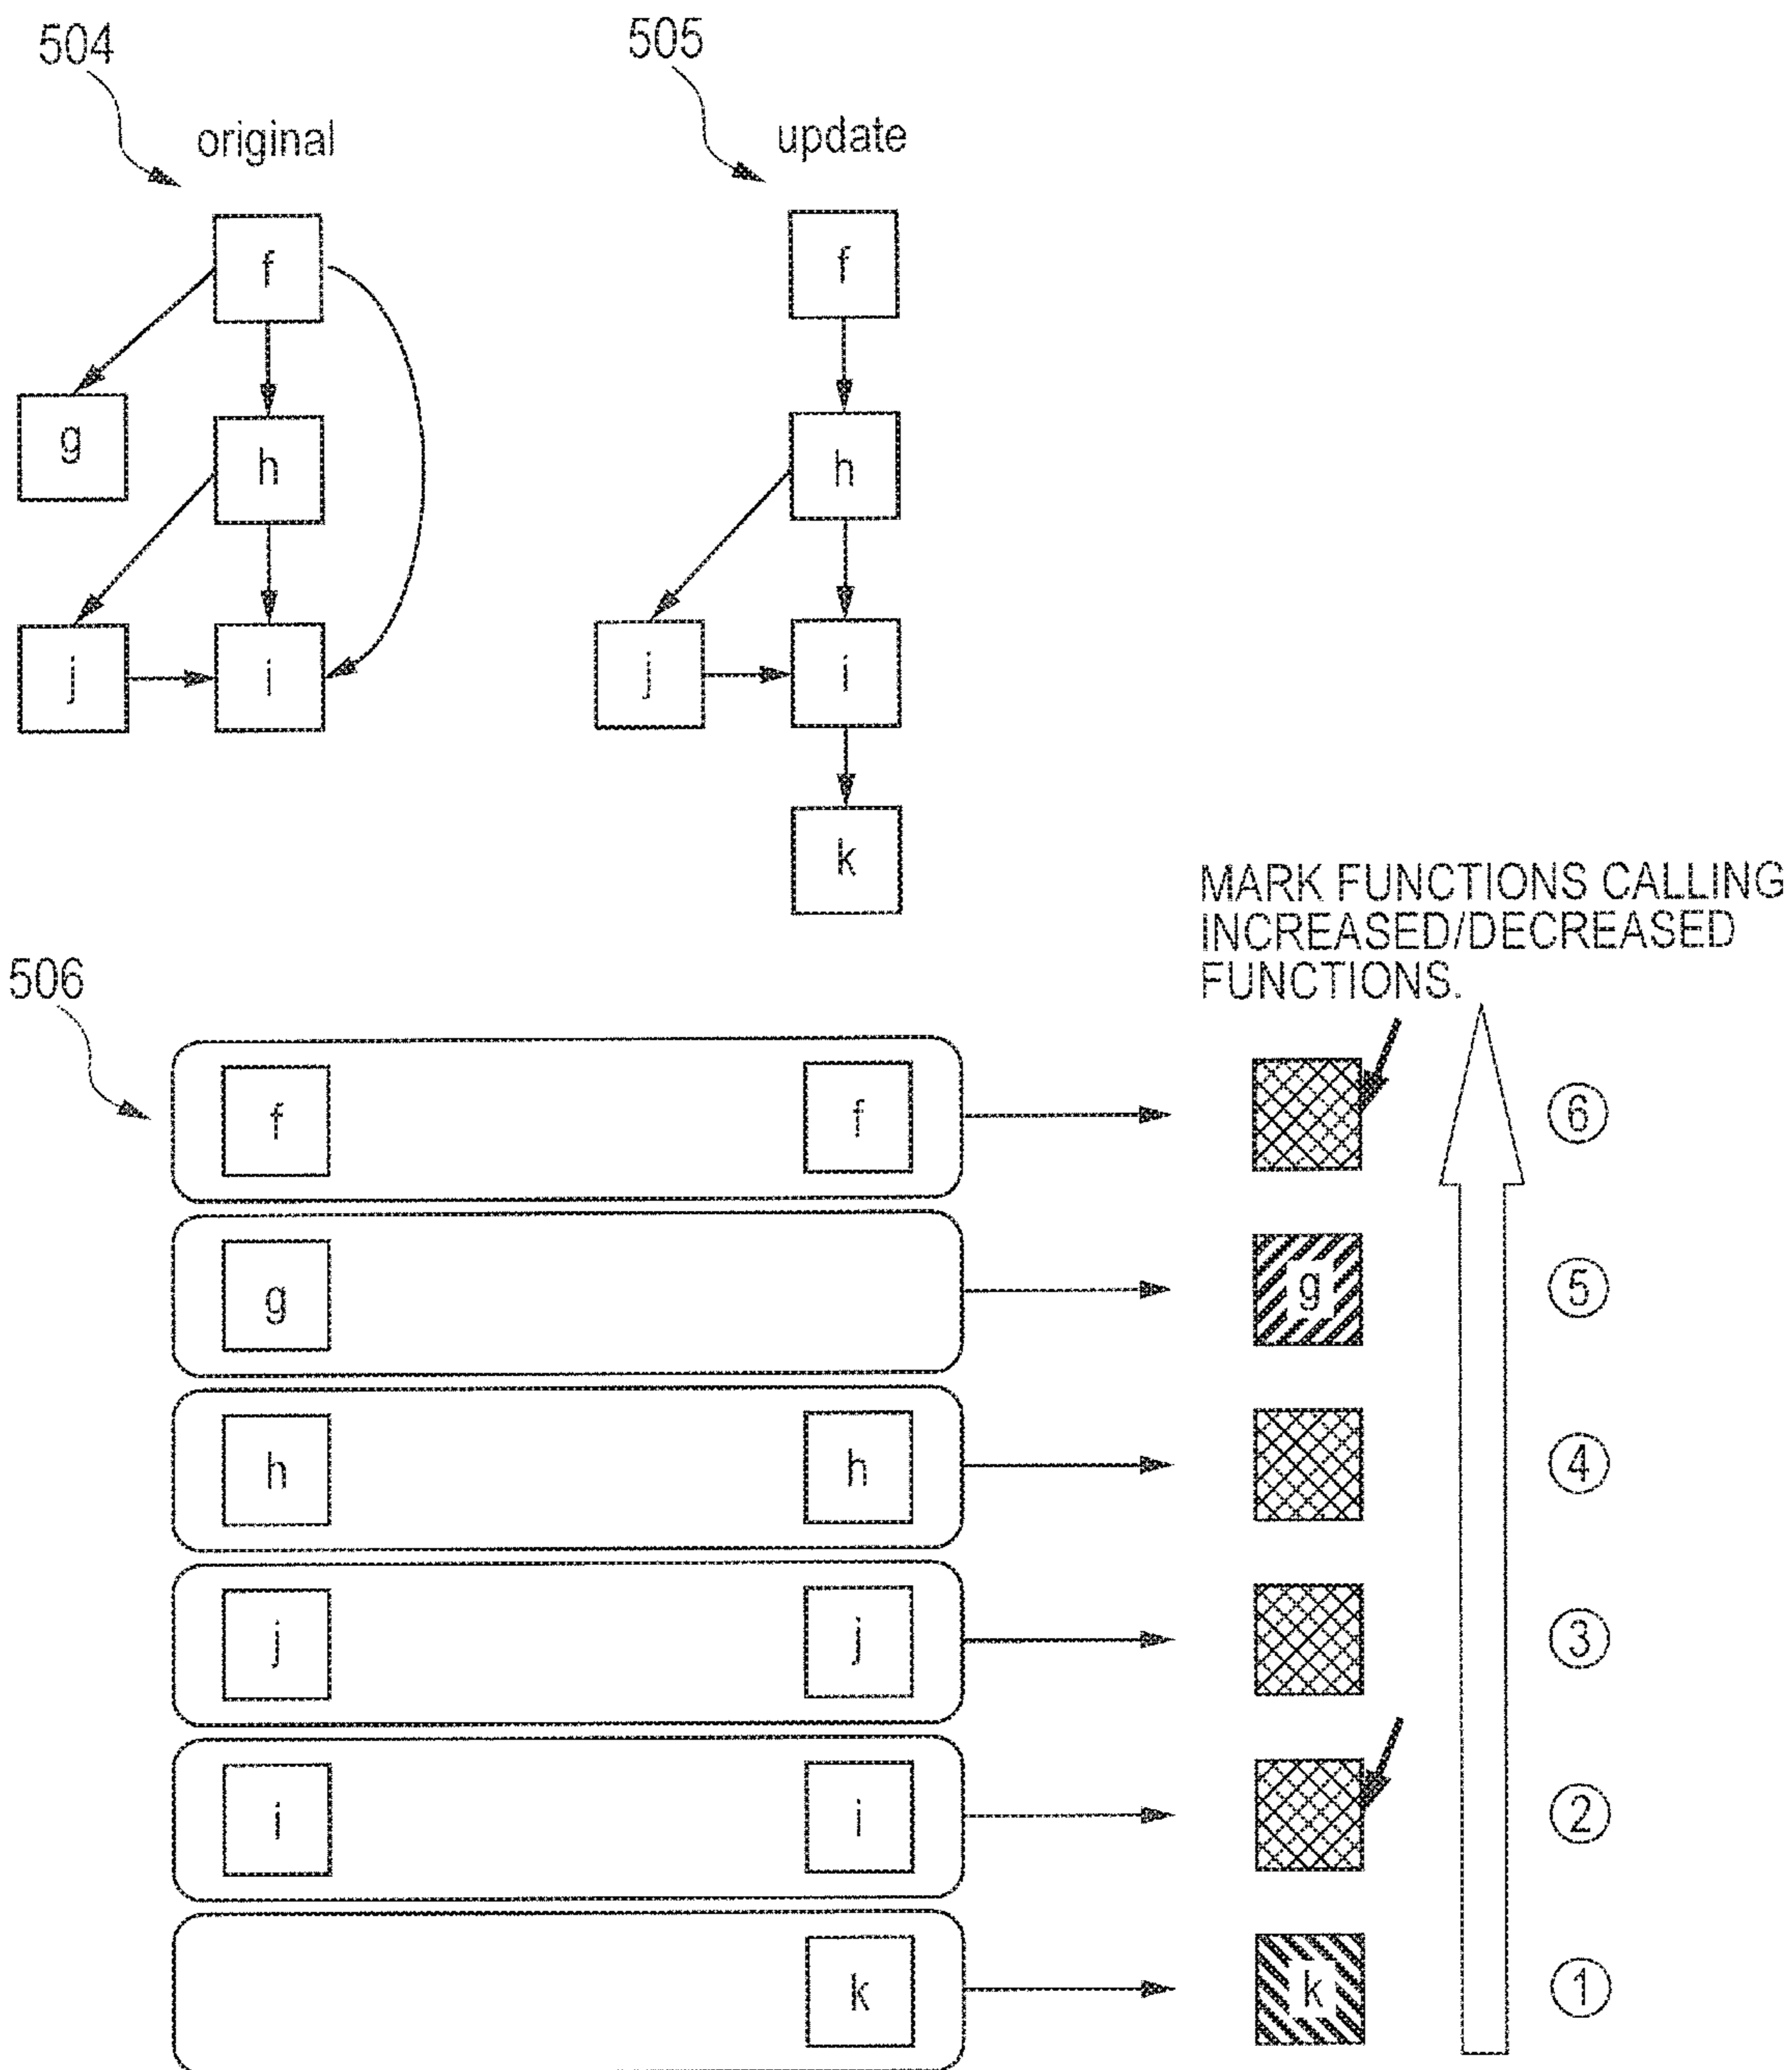 504
505
original
update
f
f
g
h
h
j
i
j
i
k
MARK FUNCTIONS CALLING
INCREASED/DECREASED
FUNCTIONS.
506
f
f
⑥
g
g
⑤
h
h
④
j
j
③
i
i
②
k
k
①